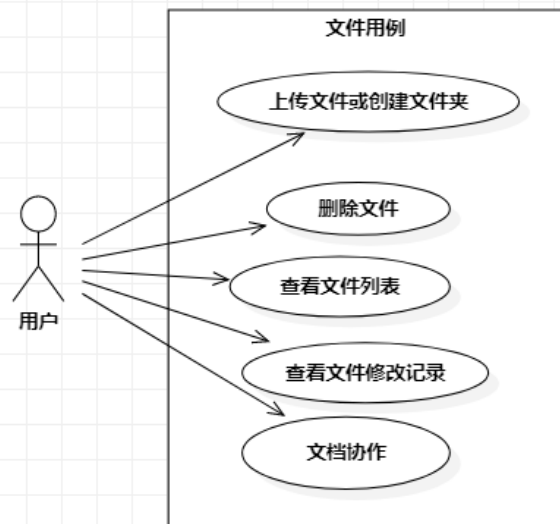 文件用例
上传文件或创建文件夹
删除文件
查看文件列表
用户
查看文件修改记录
文档协作